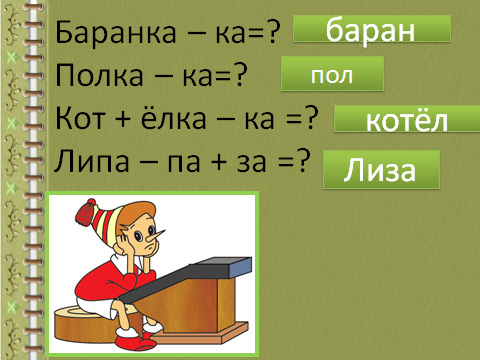 Баранка – ка=? баран
Полка – ка=? пол
Кот + ёлка – ка =? котёл
Липа – па + за =? Лиза